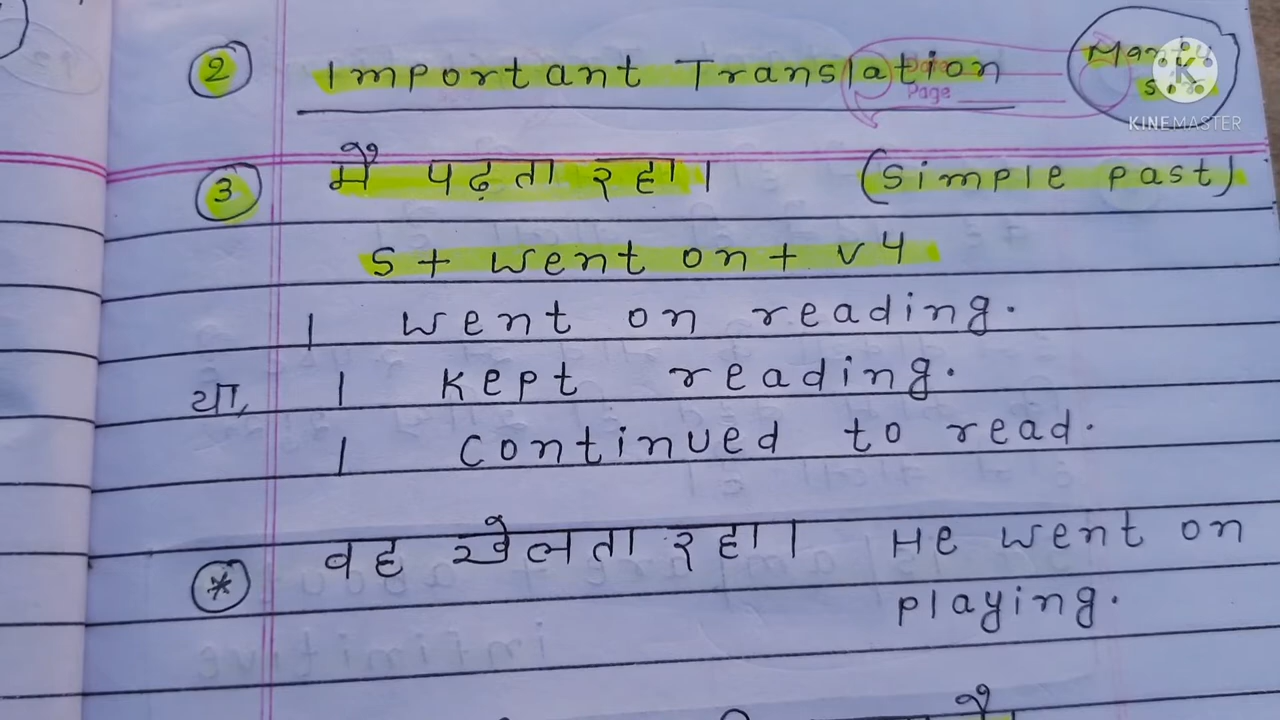 ② Important Translation
Page
KINEMASTER
③ मैं पढ़ता रहा। (Simple past)
S + went on + v4
I went on reading.
या, I kept reading.
I continued to read.
* वह खेलता रहा। He went on
playing.